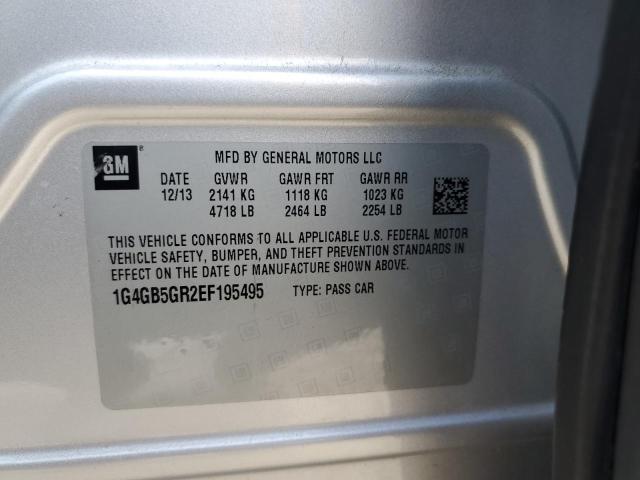 GM ®
MFD BY GENERAL MOTORS LLC
DATE GVWR GAWR FRT GAWR RR
12/13 2141 KG 1118 KG 1023 KG
4718 LB 2464 LB 2254 LB
THIS VEHICLE CONFORMS TO ALL APPLICABLE U.S. FEDERAL MOTOR
VEHICLE SAFETY, BUMPER, AND THEFT PREVENTION STANDARDS IN
EFFECT ON THE DATE OF MANUFACTURE SHOWN ABOVE.
1G4GB5GR2EF195495 TYPE: PASS CAR